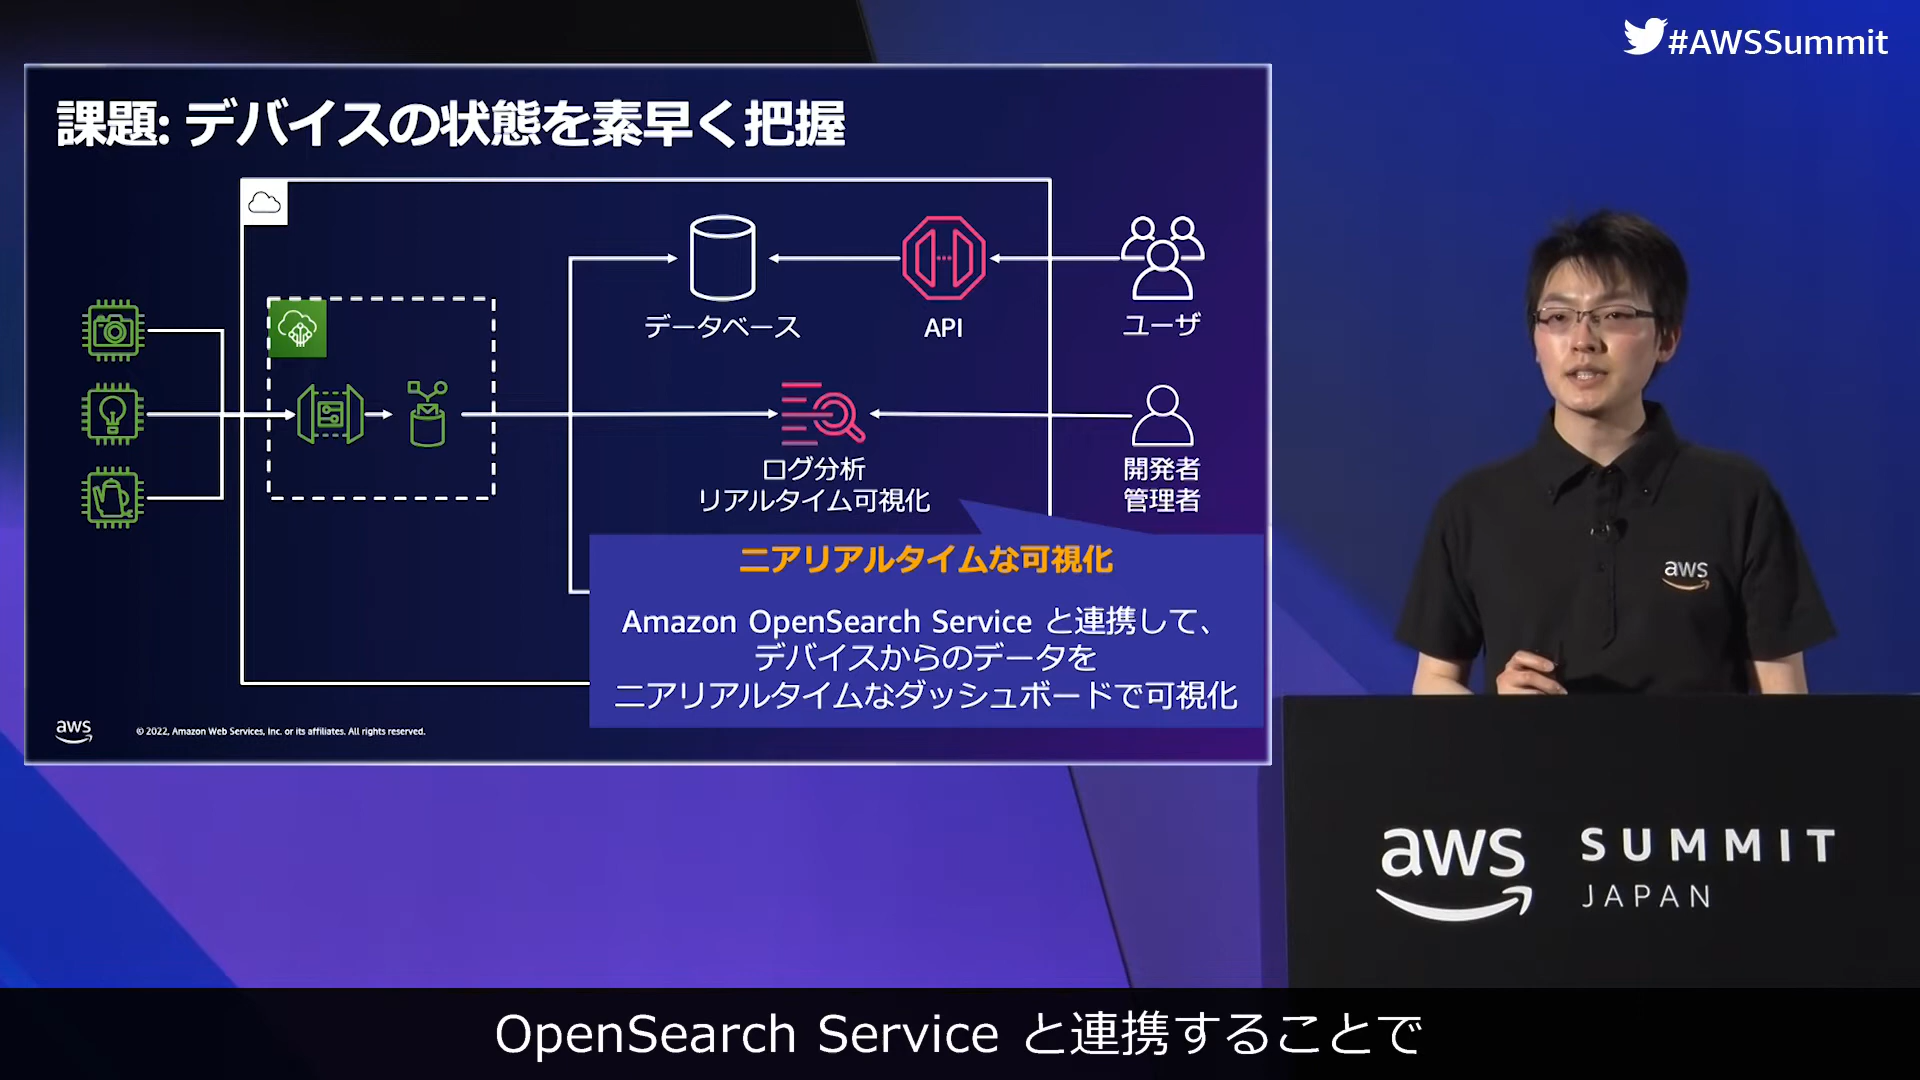 #AWSSummit
課題: デバイスの状態を素早く把握
データベース
API
ユーザ
ログ分析
リアルタイム可視化
開発者
管理者
ニアリアルタイムな可視化
Amazon OpenSearch Service と連携して、
デバイスからのデータを
ニアリアルタイムなダッシュボードで可視化
aws
© 2022, Amazon Web Services, Inc. or its affiliates. All rights reserved.
aws
aws SUMMIT
JAPAN
OpenSearch Service と連携することで